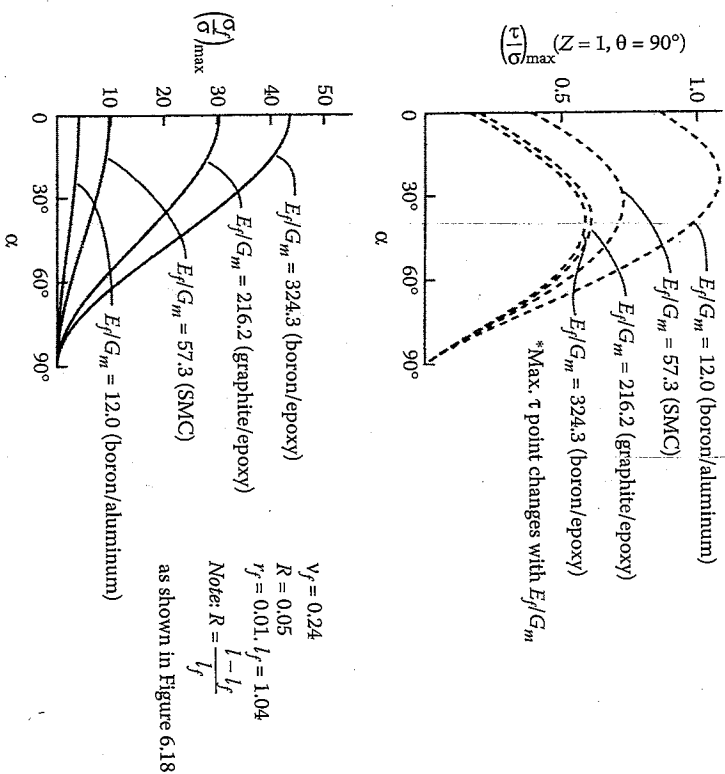 (τ/σ)max (Z = 1, θ = 90°)
1.0
0.5
0
30°
60°
90°
α
E_f/G_m = 12.0 (boron/aluminum)
E_f/G_m = 57.3 (SMC)
E_f/G_m = 216.2 (graphite/epoxy)
E_f/G_m = 324.3 (boron/epoxy)
*Max. τ point changes with E_f/G_m
(σ_f/σ)max
50
40
30
20
10
0
30°
60°
90°
α
E_f/G_m = 324.3 (boron/epoxy)
E_f/G_m = 216.2 (graphite/epoxy)
E_f/G_m = 57.3 (SMC)
E_f/G_m = 12.0 (boron/aluminum)
v_f = 0.24
R = 0.05
r_f = 0.01. l_f = 1.04
Note: R = (l – l_f)/l_f
as shown in Figure 6.18